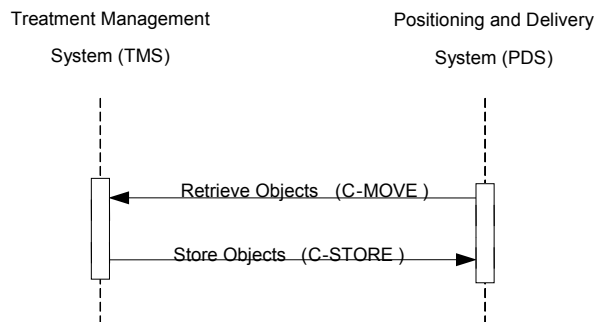 Treatment Management
System (TMS)
Positioning and Delivery
System (PDS)
Retrieve Objects (C-MOVE )
Store Objects (C-STORE )